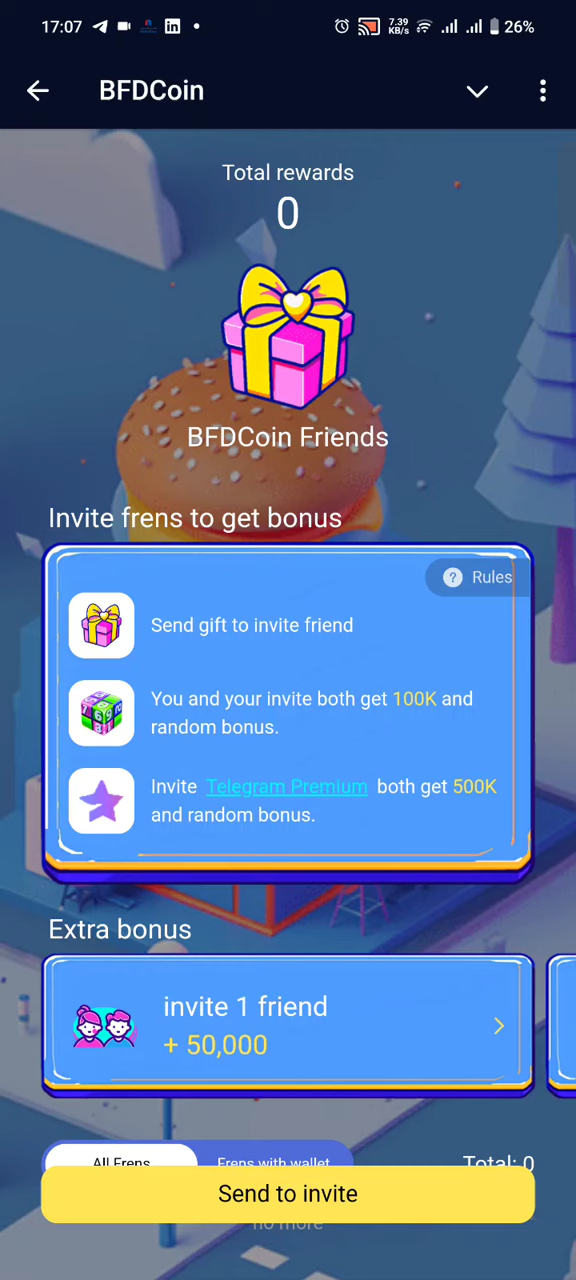 17:07
7.39
KB/s
26%
BFDCoin
Total rewards
0
BFDCoin Friends
Invite frens to get bonus
? Rules
Send gift to invite friend
You and your invite both get 100K and
random bonus.
Invite Telegram Premium both get 500K
and random bonus.
Extra bonus
invite 1 friend
+ 50,000
All Frens
Frens with wallet
Total: 0
Send to invite
no more